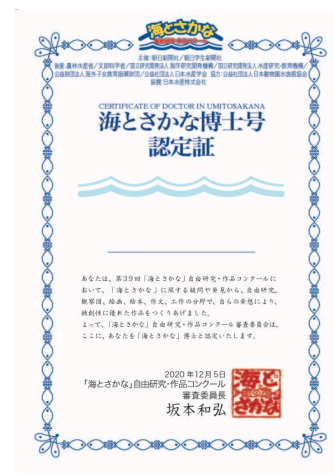 海とさかな
自由研究・作品コンクール
主催:朝日新聞社/朝日学生新聞社
後援:農林水産省/文部科学省/国立研究開発法人 海洋研究開発機構/国立研究開発法人 水産研究・教育機構/
公益財団法人 海外子女教育振興財団/公益社団法人日本水産学会 協力:公益社団法人日本動物園水族館協会
協賛:日本水産株式会社
CERTIFICATE OF DOCTOR IN UMITOSAKANA
海とさかな博士号
認定証
あなたは、第39回「海とさかな」自由研究・作品コンクールに
おいて、「海とさかな」に関する疑問や発見から、自由研究、
観察図、絵画、絵本、作文、工作の分野で、自らの発想により、
独創性に優れた作品をつくりあげました。
よって、「海とさかな」自由研究・作品コンクール審査委員会は、
ここに、あなたを「海とさかな」博士と認定いたします。
2020年12月5日
「海とさかな」自由研究・作品コンクール
審査委員長
坂本和弘
海と
さかな